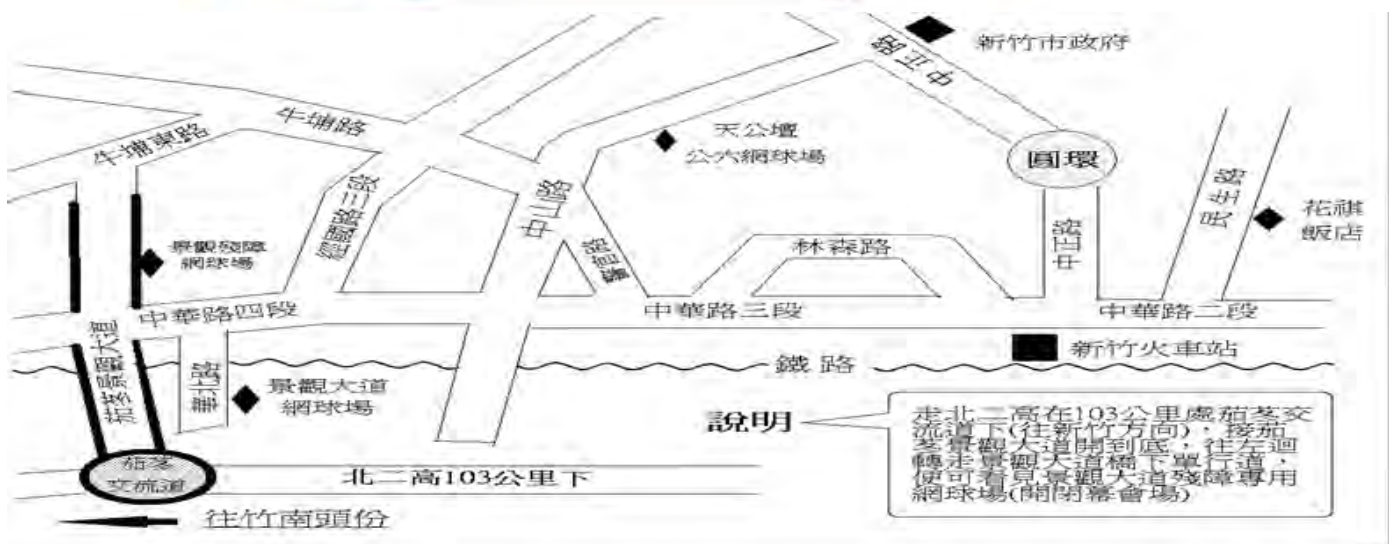 新竹市政府
中正路
牛埔路
天公壇
公六網球場
牛埔東路
圓環
經國路三段
中山路
民生路
花祺
飯店
景觀殘障
網球場
警官路
林森路
中正路
中華路四段
中華路三段
中華路二段
茄苳景觀大道
華北路
新竹火車站
鐵路
景觀大道
網球場
說明
走北二高在103公里處茄苳交
流道下(往新竹方向)，接茄
苳景觀大道開到底，往左迴
轉走景觀大道橋下單行道，
便可看見景觀大道殘障專用
網球場(開閉幕會場)
茄苳
交流道
北二高103公里下
往竹南頭份